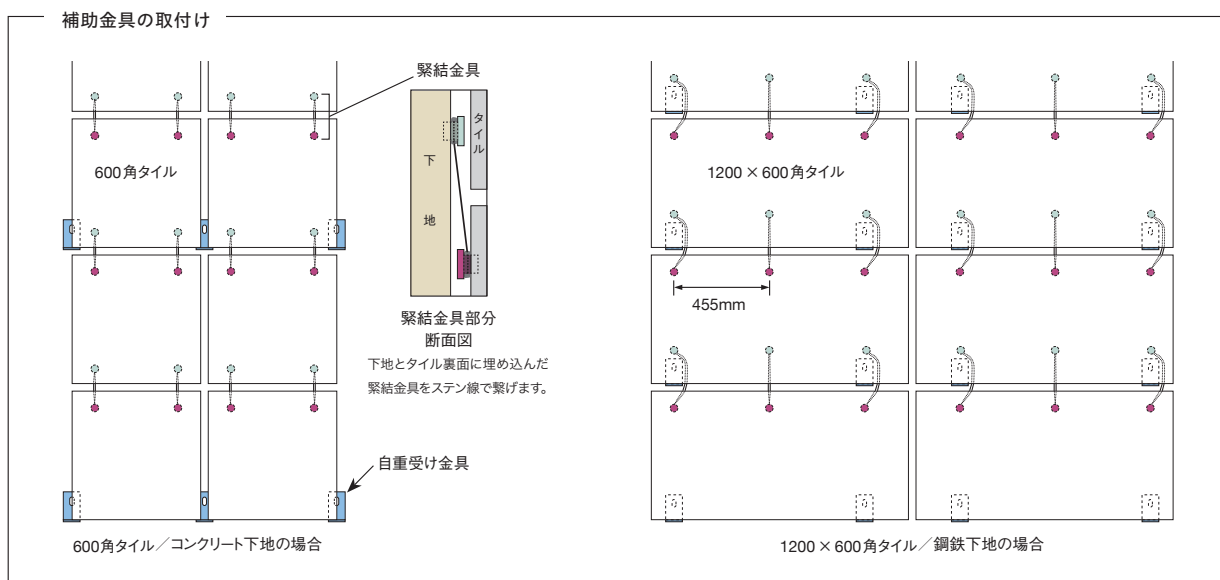 補助金具の取付け
緊結金具
600角タイル
タイル
下地
緊結金具部分
断面図
下地とタイル裏面に埋め込んだ
緊結金具をステン線で繋げます。
自重受け金具
600角タイル／コンクリート下地の場合
1200×600角タイル
455mm
1200×600角タイル／鋼鉄下地の場合